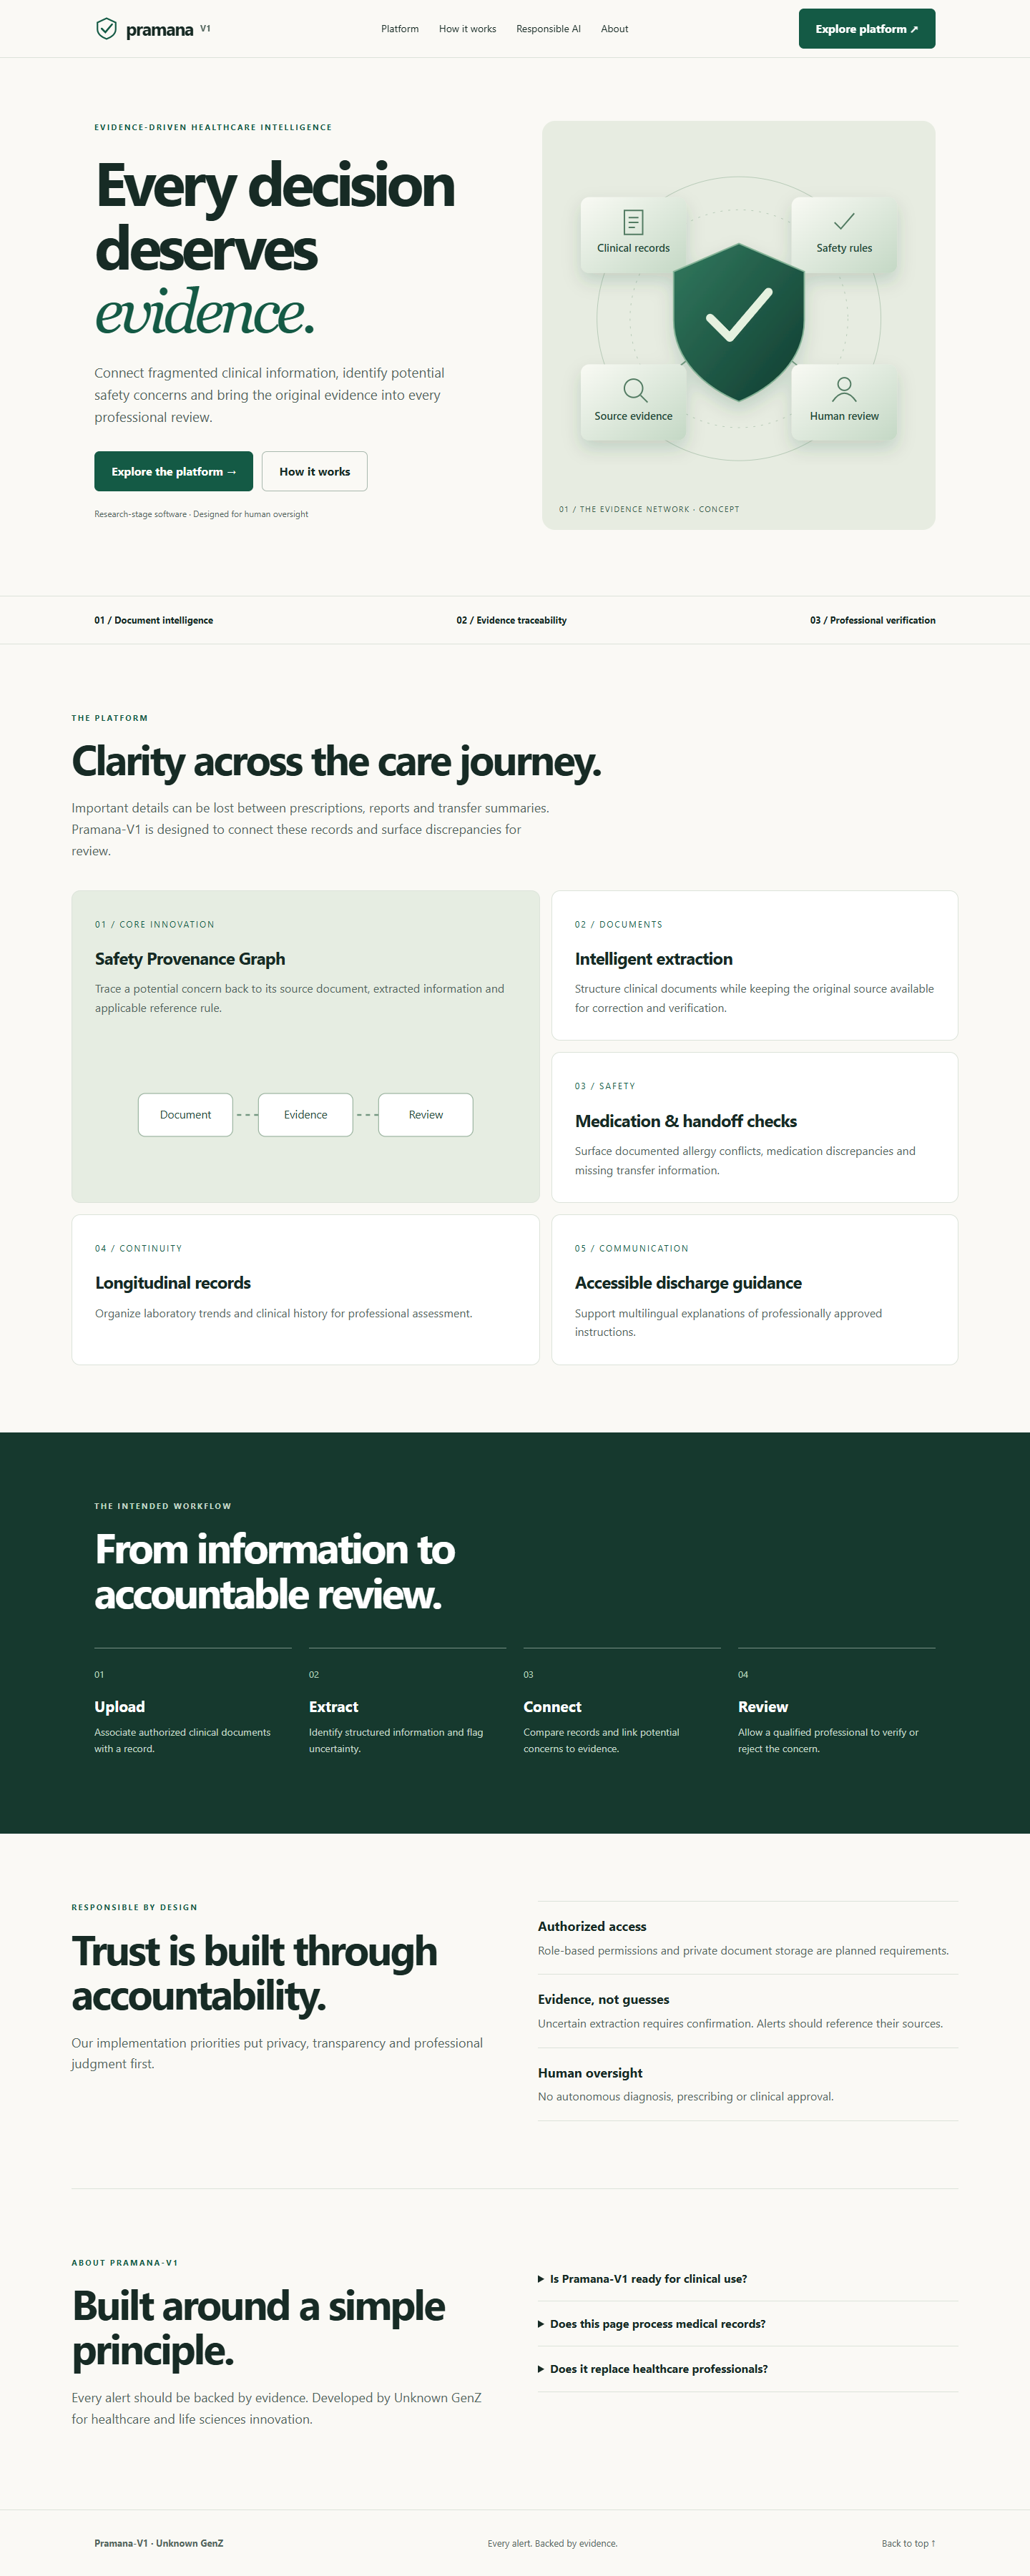 pramana V1
Platform
How it works
Responsible AI
About
Explore platform ↗
EVIDENCE-DRIVEN HEALTHCARE INTELLIGENCE
Every decision
deserves
evidence.
Connect fragmented clinical information, identify potential
safety concerns and bring the original evidence into every
professional review.
Explore the platform →
How it works
Research-stage software · Designed for human oversight
Clinical records
Safety rules
Source evidence
Human review
01 / THE EVIDENCE NETWORK · CONCEPT
01 / Document intelligence
02 / Evidence traceability
03 / Professional verification
THE PLATFORM
Clarity across the care journey.
Important details can be lost between prescriptions, reports and transfer summaries.
Pramana-V1 is designed to connect these records and surface discrepancies for
review.
01 / CORE INNOVATION
Safety Provenance Graph
Trace a potential concern back to its source document, extracted information and
applicable reference rule.
Document
Evidence
Review
02 / DOCUMENTS
Intelligent extraction
Structure clinical documents while keeping the original source available
for correction and verification.
03 / SAFETY
Medication & handoff checks
Surface documented allergy conflicts, medication discrepancies and
missing transfer information.
04 / CONTINUITY
Longitudinal records
Organize laboratory trends and clinical history for professional assessment.
05 / COMMUNICATION
Accessible discharge guidance
Support multilingual explanations of professionally approved
instructions.
THE INTENDED WORKFLOW
From information to
accountable review.
01
Upload
Associate authorized clinical documents
with a record.
02
Extract
Identify structured information and flag
uncertainty.
03
Connect
Compare records and link potential
concerns to evidence.
04
Review
Allow a qualified professional to verify or
reject the concern.
RESPONSIBLE BY DESIGN
Trust is built through
accountability.
Our implementation priorities put privacy, transparency and professional
judgment first.
Authorized access
Role-based permissions and private document storage are planned requirements.
Evidence, not guesses
Uncertain extraction requires confirmation. Alerts should reference their sources.
Human oversight
No autonomous diagnosis, prescribing or clinical approval.
ABOUT PRAMANA-V1
Built around a simple
principle.
Every alert should be backed by evidence. Developed by Unknown GenZ
for healthcare and life sciences innovation.
▶ Is Pramana-V1 ready for clinical use?
▶ Does this page process medical records?
▶ Does it replace healthcare professionals?
Pramana-V1 · Unknown GenZ
Every alert. Backed by evidence.
Back to top ↑